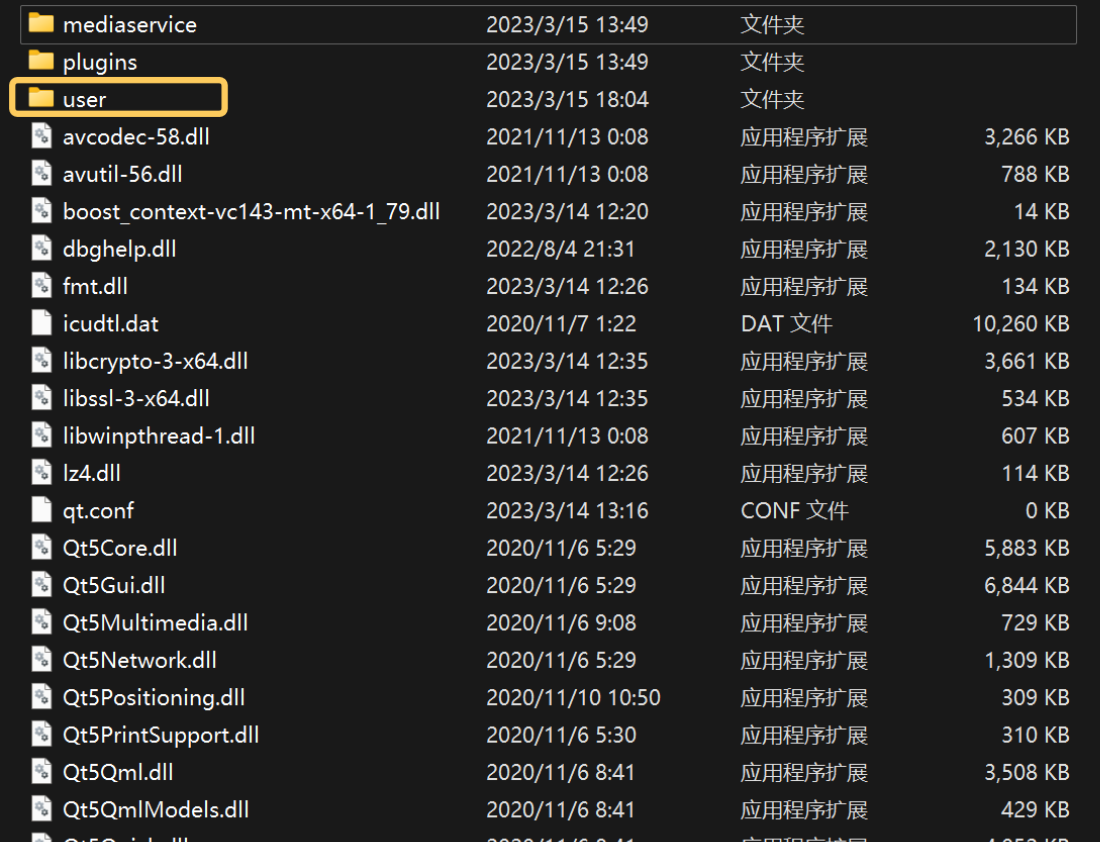 mediaservice 2023/3/15 13:49 文件夹
plugins 2023/3/15 13:49 文件夹
user 2023/3/15 18:04 文件夹
avcodec-58.dll 2021/11/13 0:08 应用程序扩展 3,266 KB
avutil-56.dll 2021/11/13 0:08 应用程序扩展 788 KB
boost_context-vc143-mt-x64-1_79.dll 2023/3/14 12:20 应用程序扩展 14 KB
dbghelp.dll 2022/8/4 21:31 应用程序扩展 2,130 KB
fmt.dll 2023/3/14 12:26 应用程序扩展 134 KB
icudtl.dat 2020/11/7 1:22 DAT 文件 10,260 KB
libcrypto-3-x64.dll 2023/3/14 12:35 应用程序扩展 3,661 KB
libssl-3-x64.dll 2023/3/14 12:35 应用程序扩展 534 KB
libwinpthread-1.dll 2021/11/13 0:08 应用程序扩展 607 KB
lz4.dll 2023/3/14 12:26 应用程序扩展 114 KB
qt.conf 2023/3/14 13:16 CONF 文件 0 KB
Qt5Core.dll 2020/11/6 5:29 应用程序扩展 5,883 KB
Qt5Gui.dll 2020/11/6 5:29 应用程序扩展 6,844 KB
Qt5Multimedia.dll 2020/11/6 9:08 应用程序扩展 729 KB
Qt5Network.dll 2020/11/6 5:29 应用程序扩展 1,309 KB
Qt5Positioning.dll 2020/11/10 10:50 应用程序扩展 309 KB
Qt5PrintSupport.dll 2020/11/6 5:30 应用程序扩展 310 KB
Qt5Qml.dll 2020/11/6 8:41 应用程序扩展 3,508 KB
Qt5QmlModels.dll 2020/11/6 8:41 应用程序扩展 429 KB